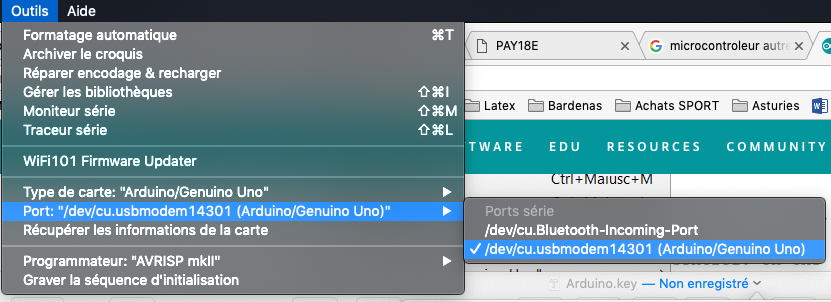 Outils Aide
Formatage automatique ⌘T
Archiver le croquis
Réparer encodage & recharger
Gérer les bibliothèques ⇧⌘I
Moniteur série ⇧⌘M
Traceur série ⇧⌘L
WiFi101 Firmware Updater
Type de carte: "Arduino/Genuino Uno"
Port: "/dev/cu.usbmodem14301 (Arduino/Genuino Uno)"
Récupérer les informations de la carte
Programmateur: "AVRISP mkII"
Graver la séquence d'initialisation
PAY18E
microcontroleur autre
Latex Bardenas Achats SPORT Asturies
TWARE EDU RESOURCES COMMUNITY
Ctrl+Maiusc+M
Ports série
/dev/cu.Bluetooth-Incoming-Port
/dev/cu.usbmodem14301 (Arduino/Genuino Uno)
Arduino.key — Non enregistré